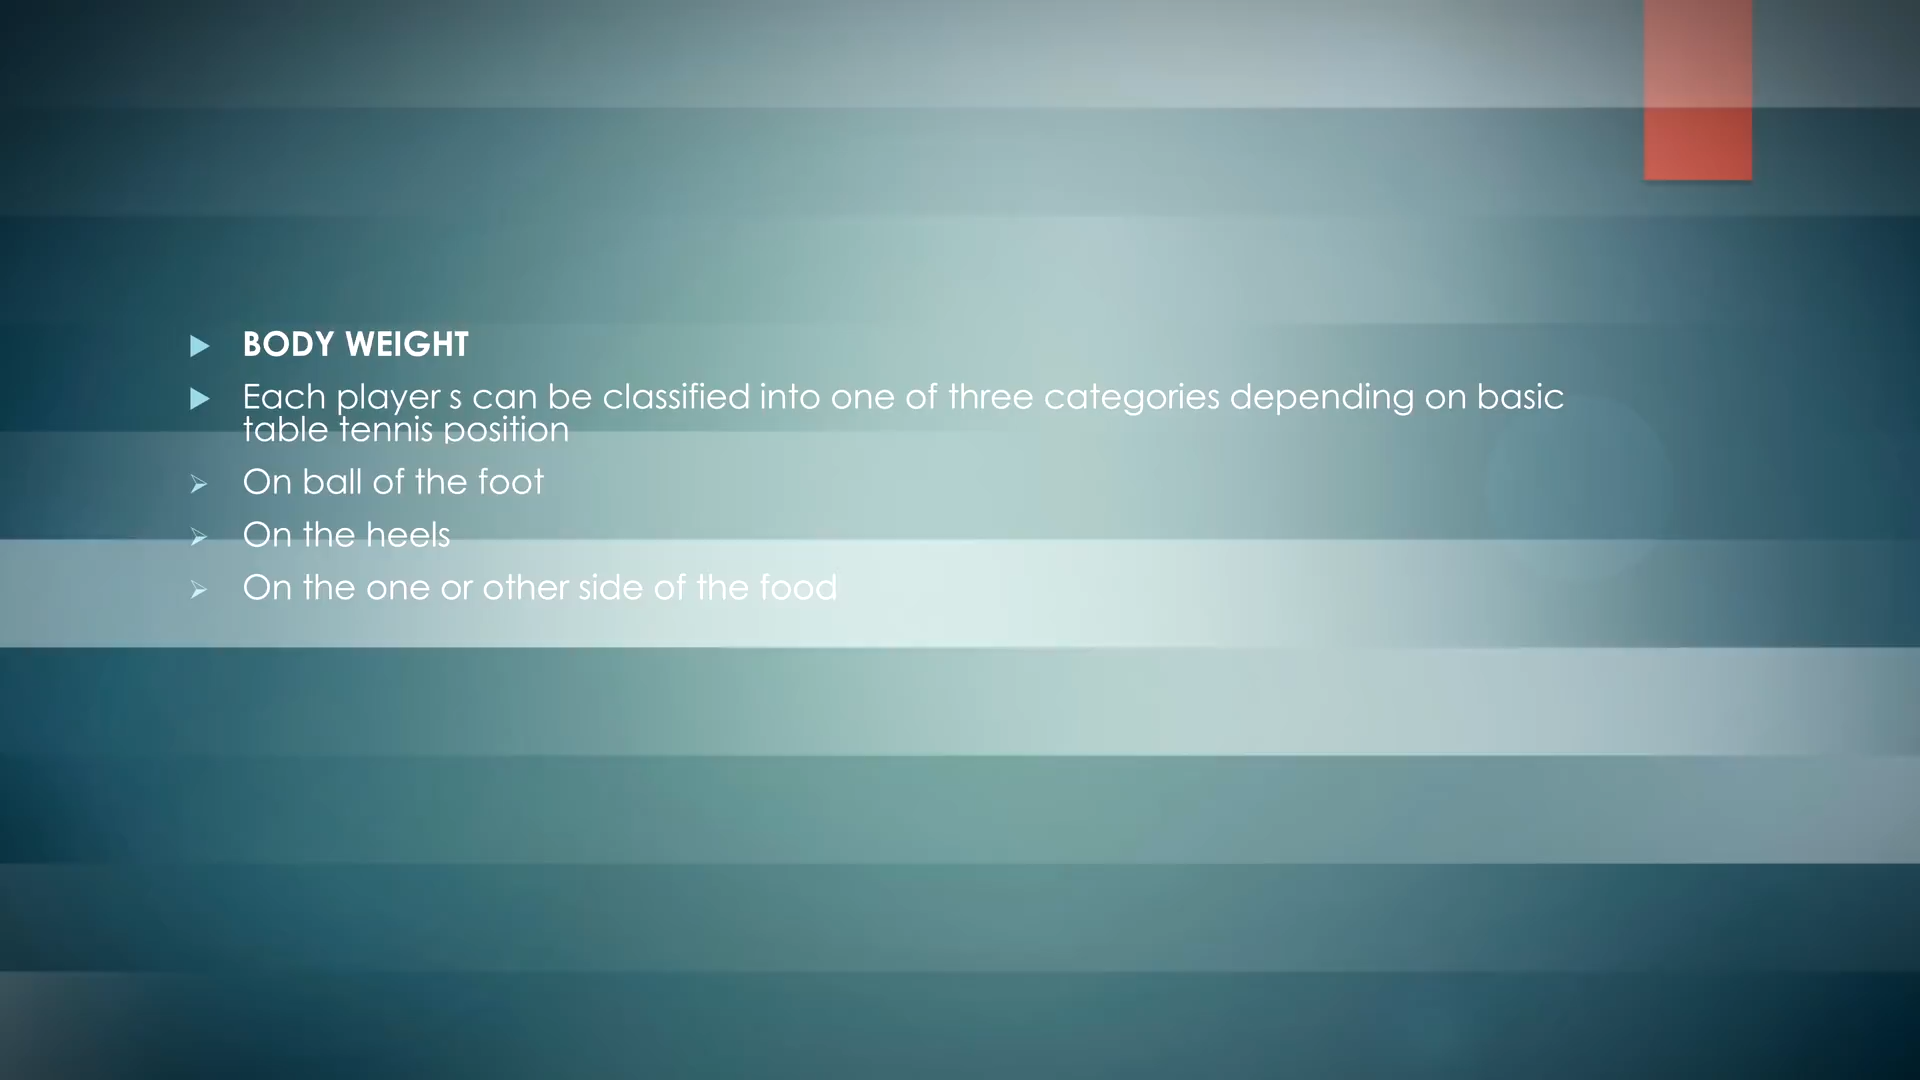 BODY WEIGHT
Each player s can be classified into one of three categories depending on basic
table tennis position
On ball of the foot
On the heels
On the one or other side of the food